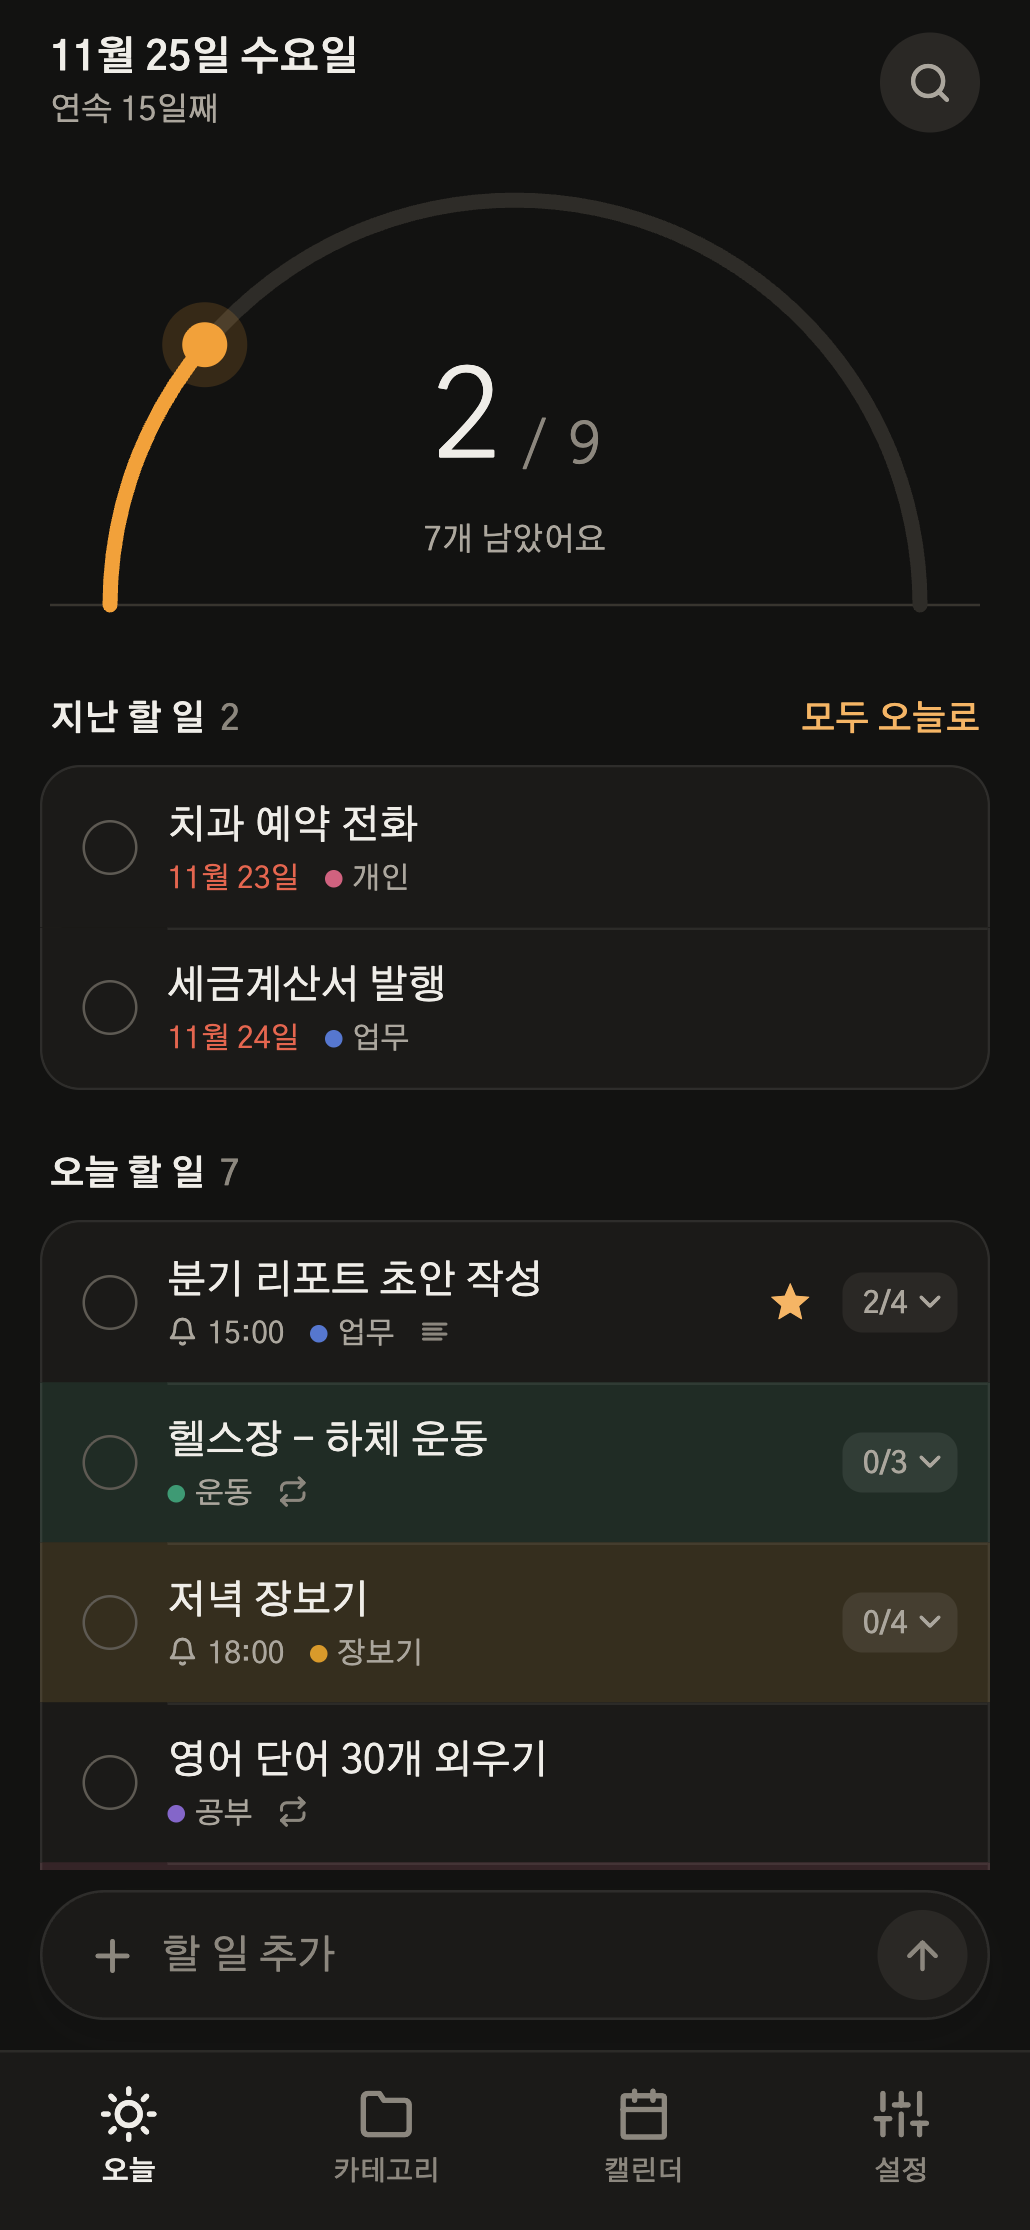 11월 25일 수요일
연속 15일째
2 / 9
7개 남았어요
지난 할 일 2
모두 오늘로
치과 예약 전화
11월 23일 개인
세금계산서 발행
11월 24일 업무
오늘 할 일 7
분기 리포트 초안 작성
15:00 업무
2/4
헬스장 – 하체 운동
운동
0/3
저녁 장보기
18:00 장보기
0/4
영어 단어 30개 외우기
공부
할 일 추가
오늘
카테고리
캘린더
설정